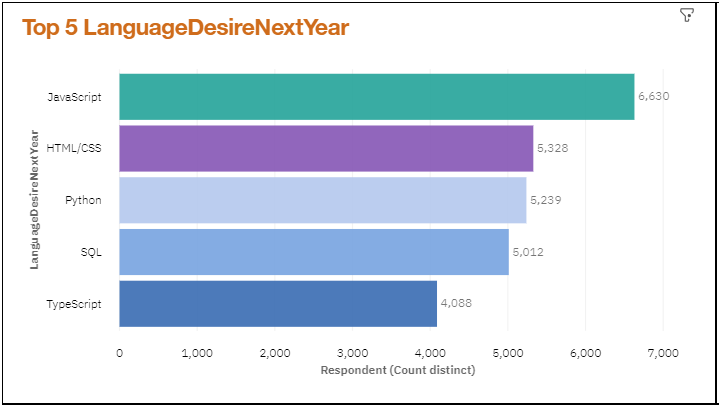 Top 5 LanguageDesireNextYear
LanguageDesireNextYear
JavaScript 6,630
HTML/CSS 5,328
Python 5,239
SQL 5,012
TypeScript 4,088
0 1,000 2,000 3,000 4,000 5,000 6,000 7,000
Respondent (Count distinct)